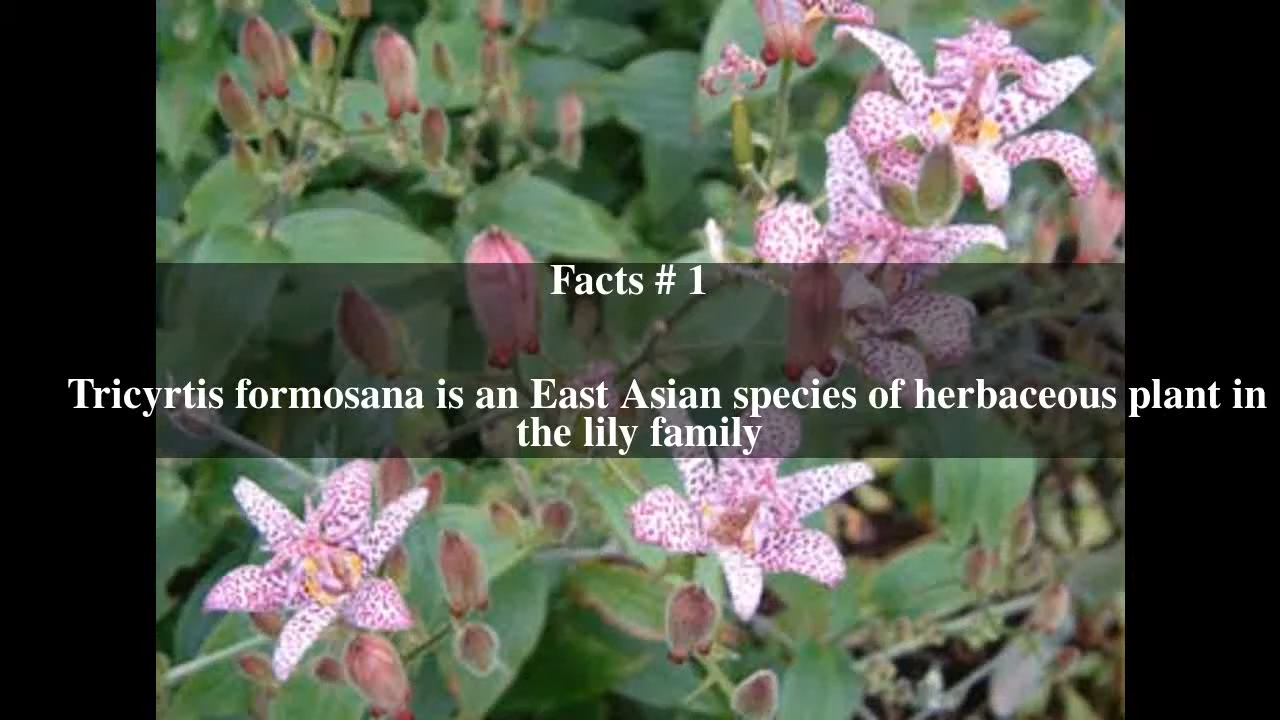 Facts # 1
Tricyrtis formosana is an East Asian species of herbaceous plant in
the lily family